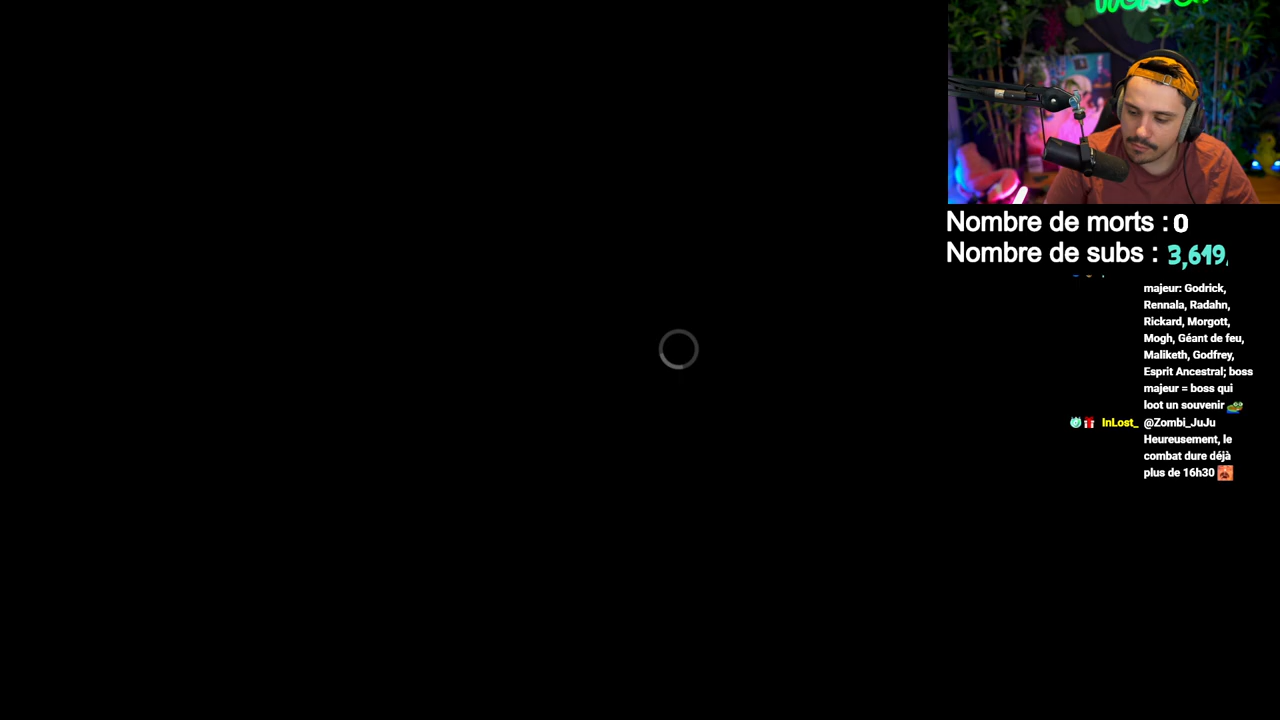 Nombre de morts : 0
Nombre de subs : 3,619
majeur: Godrick,
Rennala, Radahn,
Rickard, Morgott,
Mogh, Géant de feu,
Maliketh, Godfrey,
Esprit Ancestral; boss
majeur = boss qui
loot un souvenir
InLost_ @Zombi_JuJu
Heureusement, le
combat dure déjà
plus de 16h30